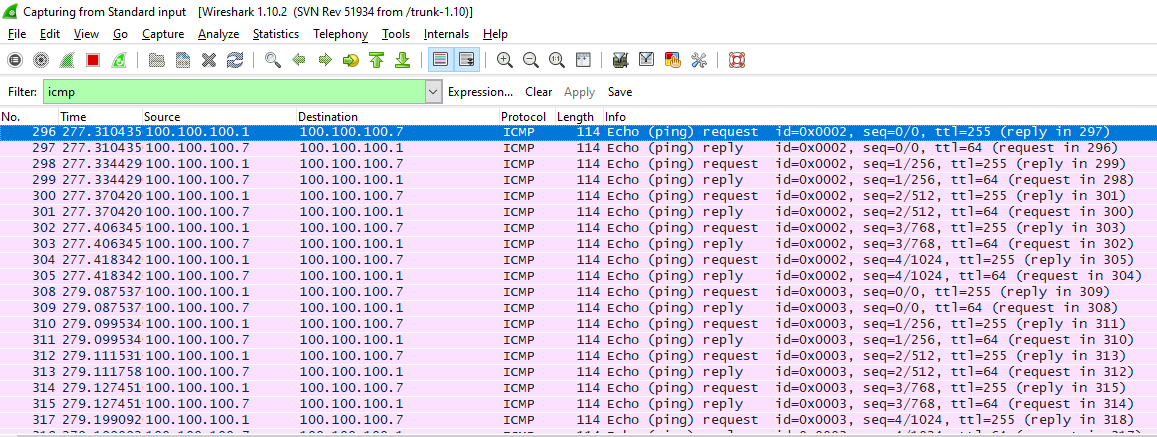 Capturing from Standard input [Wireshark 1.10.2 (SVN Rev 51934 from /trunk-1.10)]
File Edit View Go Capture Analyze Statistics Telephony Tools Internals Help
Filter: icmp Expression... Clear Apply Save
No. Time Source Destination Protocol Length Info
296 277.310435 100.100.100.1 100.100.100.7 ICMP 114 Echo (ping) request id=0x0002, seq=0/0, ttl=255 (reply in 297)
297 277.310435 100.100.100.7 100.100.100.1 ICMP 114 Echo (ping) reply id=0x0002, seq=0/0, ttl=64 (request in 296)
298 277.334429 100.100.100.1 100.100.100.7 ICMP 114 Echo (ping) request id=0x0002, seq=1/256, ttl=255 (reply in 299)
299 277.334429 100.100.100.7 100.100.100.1 ICMP 114 Echo (ping) reply id=0x0002, seq=1/256, ttl=64 (request in 298)
300 277.370420 100.100.100.1 100.100.100.7 ICMP 114 Echo (ping) request id=0x0002, seq=2/512, ttl=255 (reply in 301)
301 277.370420 100.100.100.7 100.100.100.1 ICMP 114 Echo (ping) reply id=0x0002, seq=2/512, ttl=64 (request in 300)
302 277.406345 100.100.100.1 100.100.100.7 ICMP 114 Echo (ping) request id=0x0002, seq=3/768, ttl=255 (reply in 303)
303 277.406345 100.100.100.7 100.100.100.1 ICMP 114 Echo (ping) reply id=0x0002, seq=3/768, ttl=64 (request in 302)
304 277.418342 100.100.100.1 100.100.100.7 ICMP 114 Echo (ping) request id=0x0002, seq=4/1024, ttl=255 (reply in 305)
305 277.418342 100.100.100.7 100.100.100.1 ICMP 114 Echo (ping) reply id=0x0002, seq=4/1024, ttl=64 (request in 304)
308 279.087537 100.100.100.1 100.100.100.7 ICMP 114 Echo (ping) request id=0x0003, seq=0/0, ttl=255 (reply in 309)
309 279.087537 100.100.100.7 100.100.100.1 ICMP 114 Echo (ping) reply id=0x0003, seq=0/0, ttl=64 (request in 308)
310 279.099534 100.100.100.1 100.100.100.7 ICMP 114 Echo (ping) request id=0x0003, seq=1/256, ttl=255 (reply in 311)
311 279.099534 100.100.100.7 100.100.100.1 ICMP 114 Echo (ping) reply id=0x0003, seq=1/256, ttl=64 (request in 310)
312 279.111531 100.100.100.1 100.100.100.7 ICMP 114 Echo (ping) request id=0x0003, seq=2/512, ttl=255 (reply in 313)
313 279.111758 100.100.100.7 100.100.100.1 ICMP 114 Echo (ping) reply id=0x0003, seq=2/512, ttl=64 (request in 312)
314 279.127451 100.100.100.1 100.100.100.7 ICMP 114 Echo (ping) request id=0x0003, seq=3/768, ttl=255 (reply in 315)
315 279.127451 100.100.100.7 100.100.100.1 ICMP 114 Echo (ping) reply id=0x0003, seq=3/768, ttl=64 (request in 314)
317 279.199092 100.100.100.1 100.100.100.7 ICMP 114 Echo (ping) request id=0x0003, seq=4/1024, ttl=255 (reply in 318)